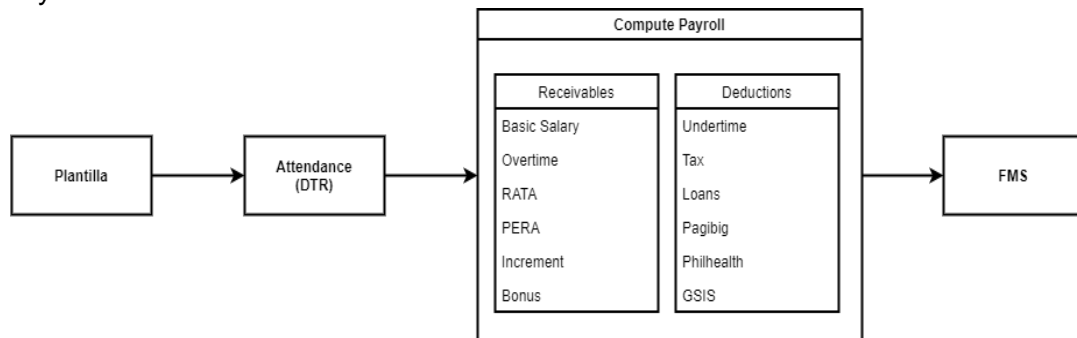 Compute Payroll
Plantilla
Attendance
(DTR)
Receivables
Basic Salary
Overtime
RATA
PERA
Increment
Bonus
Deductions
Undertime
Tax
Loans
Pagibig
Philhealth
GSIS
FMS